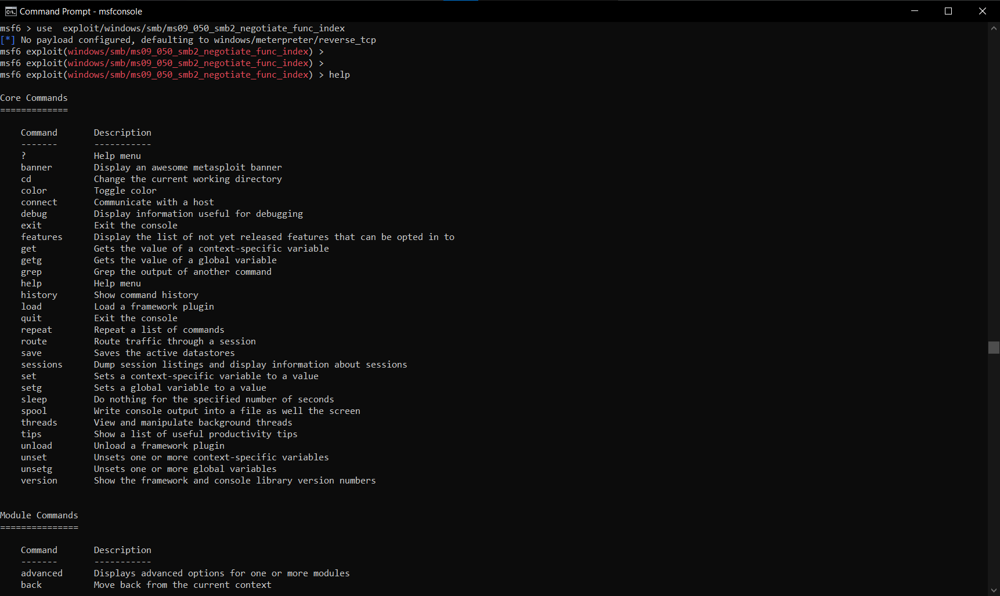 Command Prompt - msfconsole
msf6 > use  exploit/windows/smb/ms09_050_smb2_negotiate_func_index
[*] No payload configured, defaulting to windows/meterpreter/reverse_tcp
msf6 exploit(windows/smb/ms09_050_smb2_negotiate_func_index) >
msf6 exploit(windows/smb/ms09_050_smb2_negotiate_func_index) >
msf6 exploit(windows/smb/ms09_050_smb2_negotiate_func_index) > help
Core Commands
=============
Command       Description
-------       -----------
?             Help menu
banner        Display an awesome metasploit banner
cd            Change the current working directory
color         Toggle color
connect       Communicate with a host
debug         Display information useful for debugging
exit          Exit the console
features      Display the list of not yet released features that can be opted in to
get           Gets the value of a context-specific variable
getg          Gets the value of a global variable
grep          Grep the output of another command
help          Help menu
history       Show command history
load          Load a framework plugin
quit          Exit the console
repeat        Repeat a list of commands
route         Route traffic through a session
save          Saves the active datastores
sessions      Dump session listings and display information about sessions
set           Sets a context-specific variable to a value
setg          Sets a global variable to a value
sleep         Do nothing for the specified number of seconds
spool         Write console output into a file as well the screen
threads       View and manipulate background threads
tips          Show a list of useful productivity tips
unload        Unload a framework plugin
unset         Unsets one or more context-specific variables
unsetg        Unsets one or more global variables
version       Show the framework and console library version numbers
Module Commands
===============
Command       Description
-------       -----------
advanced      Displays advanced options for one or more modules
back          Move back from the current context